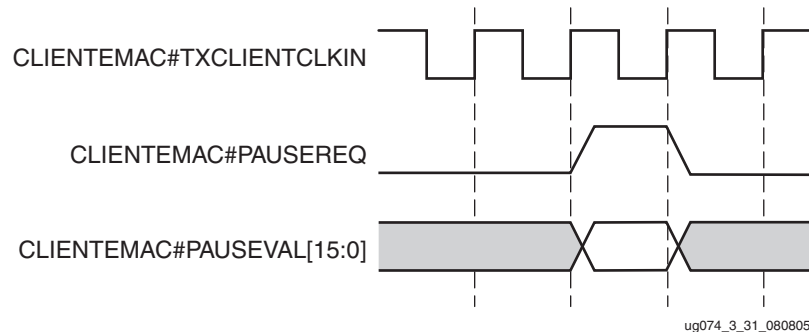 CLIENTEMAC#TXCLIENTCLKIN
CLIENTEMAC#PAUSEREQ
CLIENTEMAC#PAUSEVAL[15:0]
ug074_3_31_080805